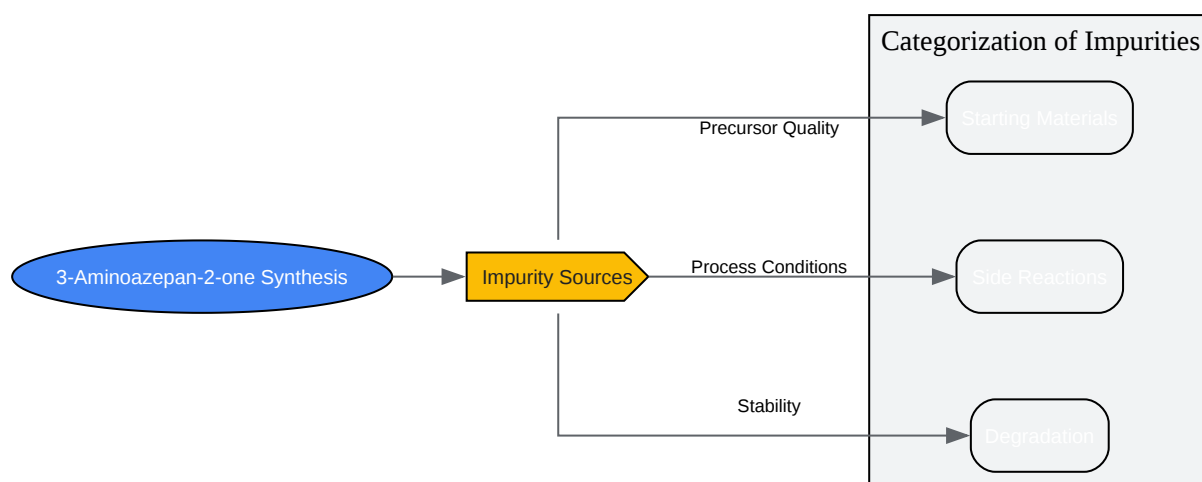 Categorization of Impurities
Starting Materials
Precursor Quality
3-Aminoazepan-2-one Synthesis
Impurity Sources
Process Conditions
Side Reactions
Stability
Degradation